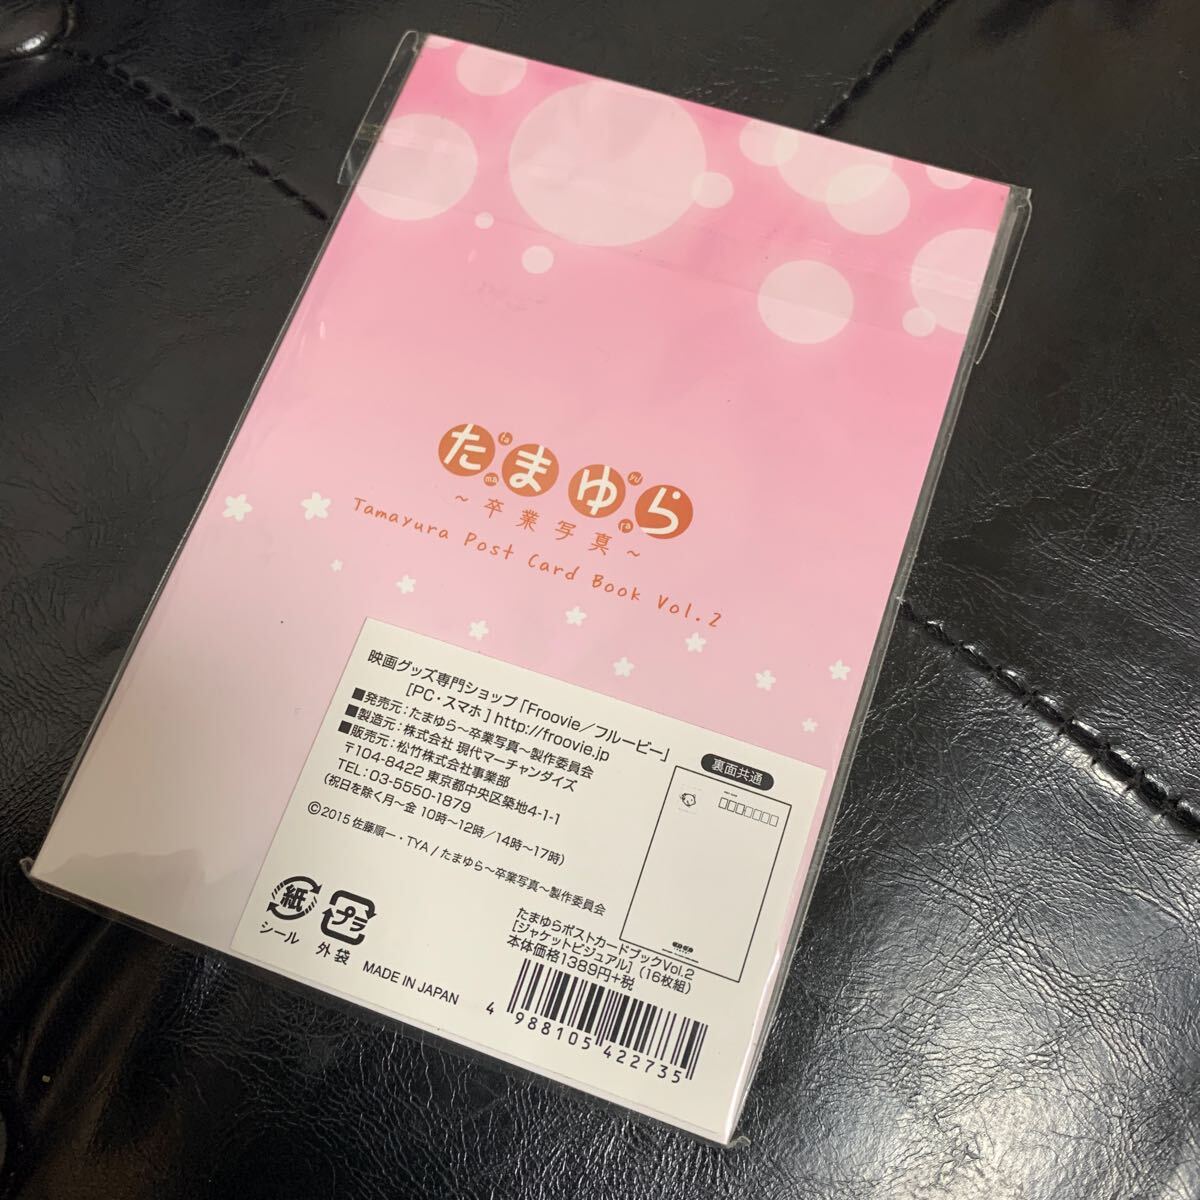 たまゆら
ta
ma
yu
ra
~卒業写真~
Tamayura Post Card Book Vol.2
映画グッズ専門ショップ「Froovie／フルービー」
[PC・スマホ] http://froovie.jp
■発売元：たまゆら～卒業写真～製作委員会
■製造元：株式会社 現代マーチャンダイズ
■販売元：松竹株式会社事業部
〒104-8422 東京都中央区築地4-1-1
TEL：03-5550-1879
(祝日を除く月～金 10時～12時／14時～17時)
©2015 佐藤順一・TYA / たまゆら～卒業写真～製作委員会
裏面共通
紙
シール
プラ
外袋
MADE IN JAPAN
たまゆらポストカードブックVol.2
[ジャケットビジュアル] (16枚組)
本体価格1389円+税
4 988105 422735